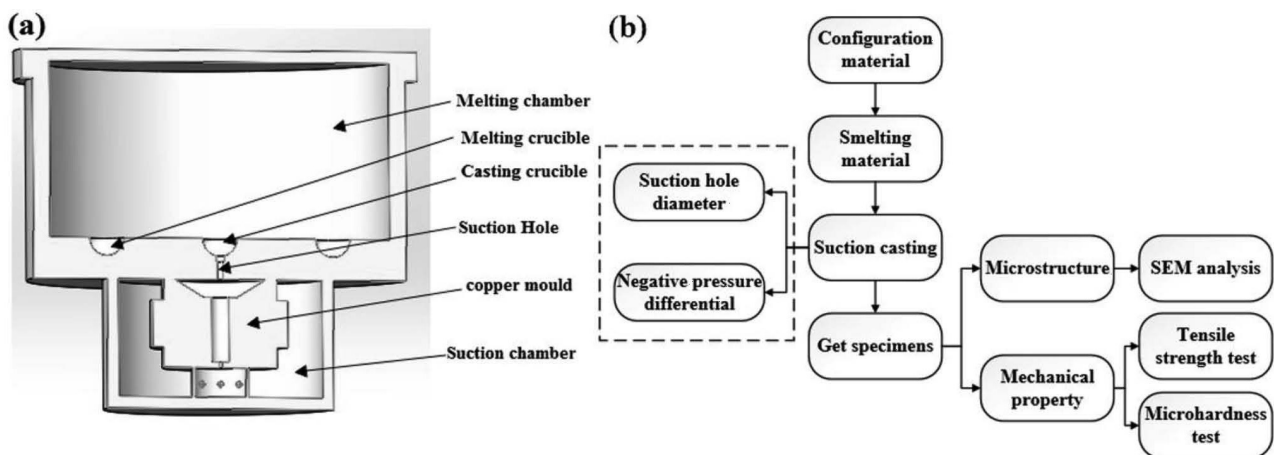 (a)
Melting chamber
Melting crucible
Casting crucible
Suction Hole
copper mould
Suction chamber
(b)
Configuration
material
Smelting
material
Suction hole
diameter
Suction casting
Negative pressure
differential
Get specimens
Microstructure
SEM analysis
Mechanical
property
Tensile
strength test
Microhardness
test